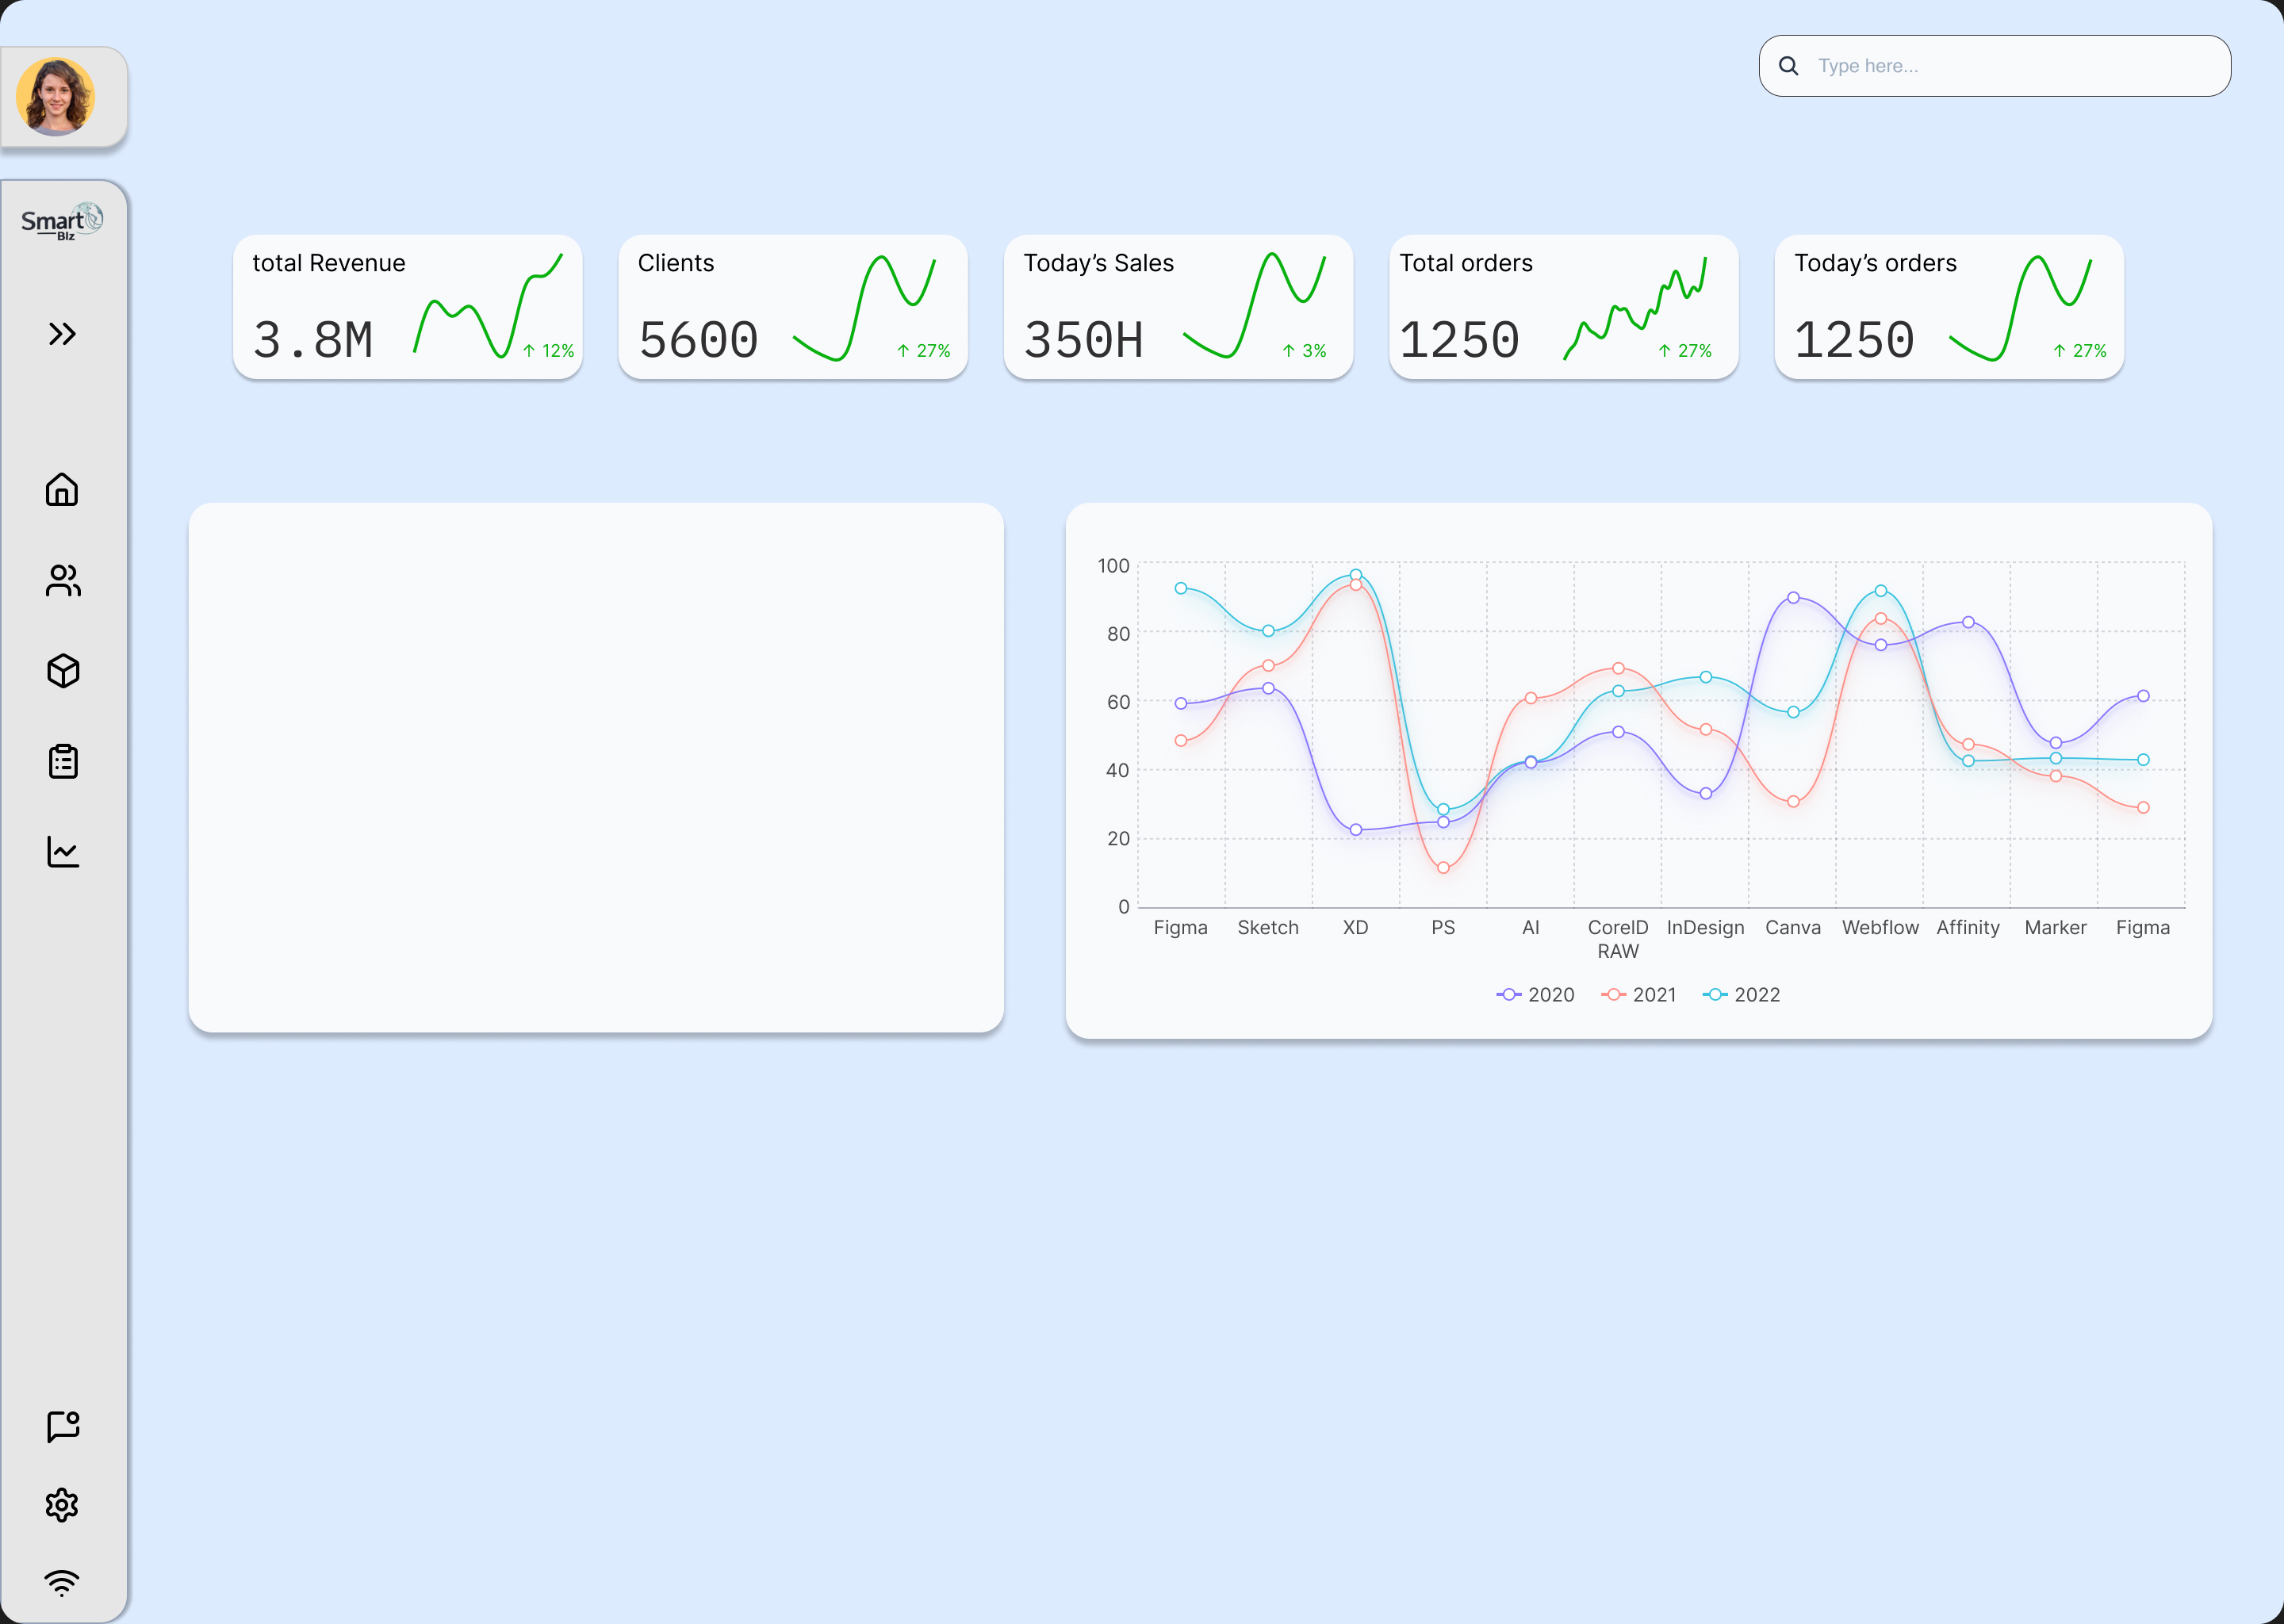 Type here...
Smart
BIz
total Revenue
3.8M
↑ 12%
Clients
5600
↑ 27%
Today’s Sales
350H
↑ 3%
Total orders
1250
↑ 27%
Today’s orders
1250
↑ 27%
100
80
60
40
20
0
Figma Sketch XD PS AI CorelD RAW InDesign Canva Webflow Affinity Marker Figma
2020 2021 2022